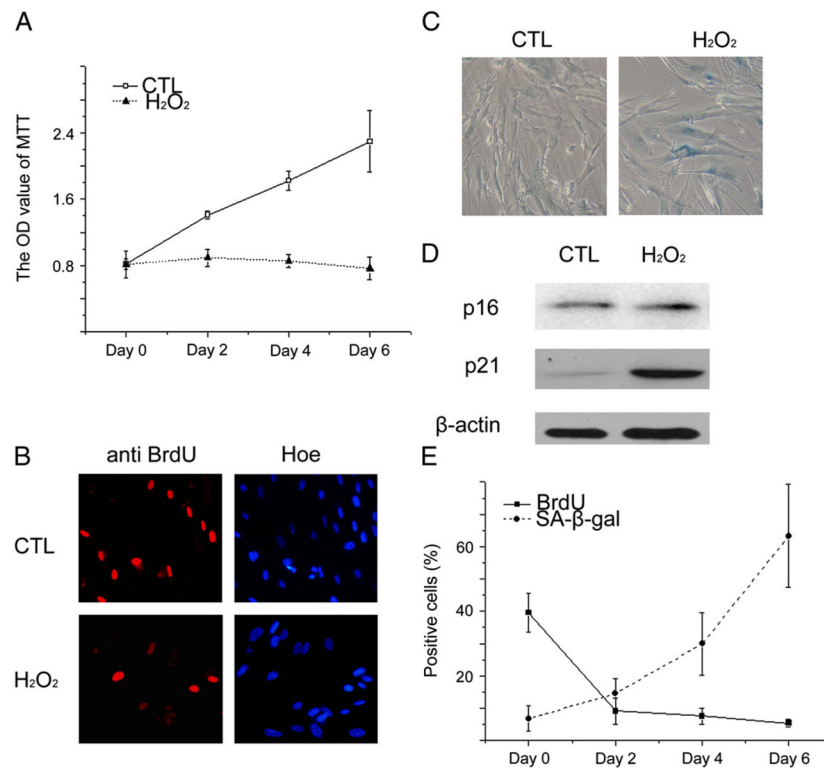 A
The OD value of MTT
CTL
H₂O₂
2.4
1.6
0.8
Day 0 Day 2 Day 4 Day 6
B
anti BrdU Hoe
CTL
H₂O₂
C
CTL H₂O₂
D
CTL H₂O₂
p16
p21
β-actin
E
Positive cells (%)
BrdU
SA-β-gal
60
40
20
Day 0 Day 2 Day 4 Day 6